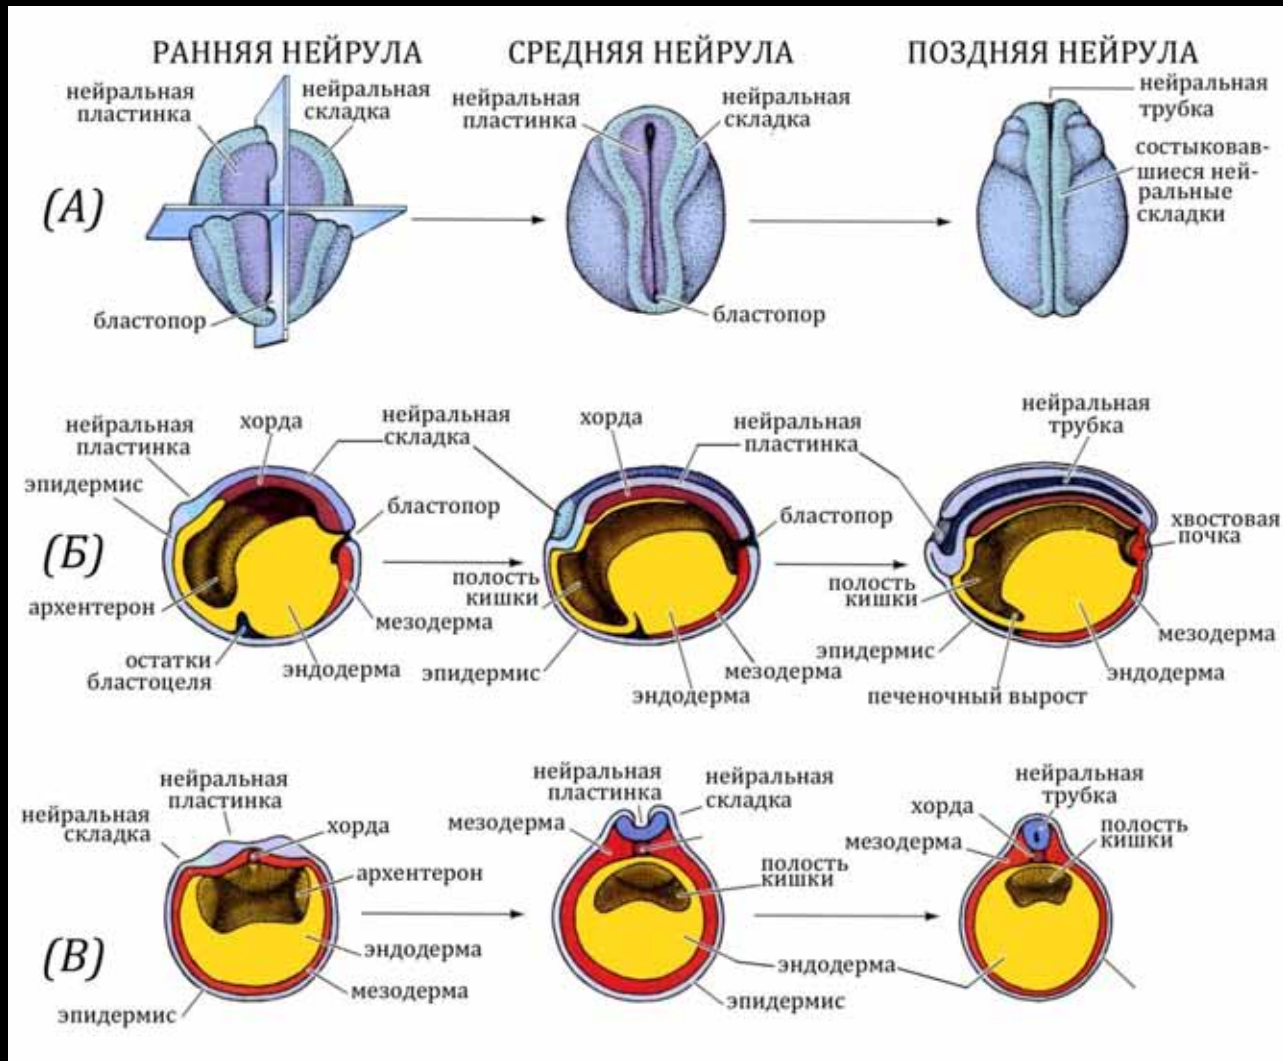 РАННЯЯ НЕЙРУЛА
СРЕДНЯЯ НЕЙРУЛА
ПОЗДНЯЯ НЕЙРУЛА
(А)
нейральная
пластинка
нейральная
складка
бластопор
нейральная
пластинка
нейральная
складка
бластопор
нейральная
трубка
состыковав-
шиеся ней-
ральные
складки
(Б)
нейральная
пластинка
хорда
эпидермис
архентерон
остатки
бластоцеля
эндодерма
мезодерма
бластопор
нейральная
складка
хорда
нейральная
пластинка
бластопор
полость
кишки
эпидермис
эндодерма
мезодерма
нейральная
трубка
хвостовая
почка
полость
кишки
эпидермис
печеночный вырост
эндодерма
мезодерма
(В)
нейральная
пластинка
нейральная
складка
хорда
архентерон
эндодерма
мезодерма
эпидермис
нейральная
пластинка
нейральная
складка
мезодерма
полость
кишки
эндодерма
эпидермис
нейральная
трубка
хорда
мезодерма
полость
кишки